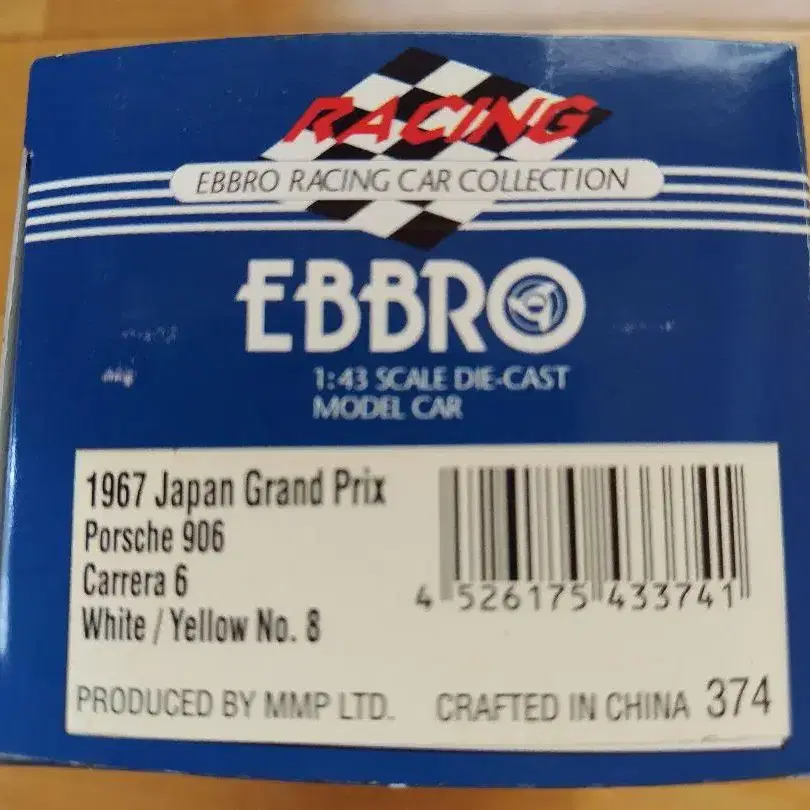 RACING
EBBRO RACING CAR COLLECTION
EBBRO
1:43 SCALE DIE-CAST
MODEL CAR
1967 Japan Grand Prix
Porsche 906
Carrera 6
White / Yellow No. 8
4 526175 433741
PRODUCED BY MMP LTD. CRAFTED IN CHINA 374